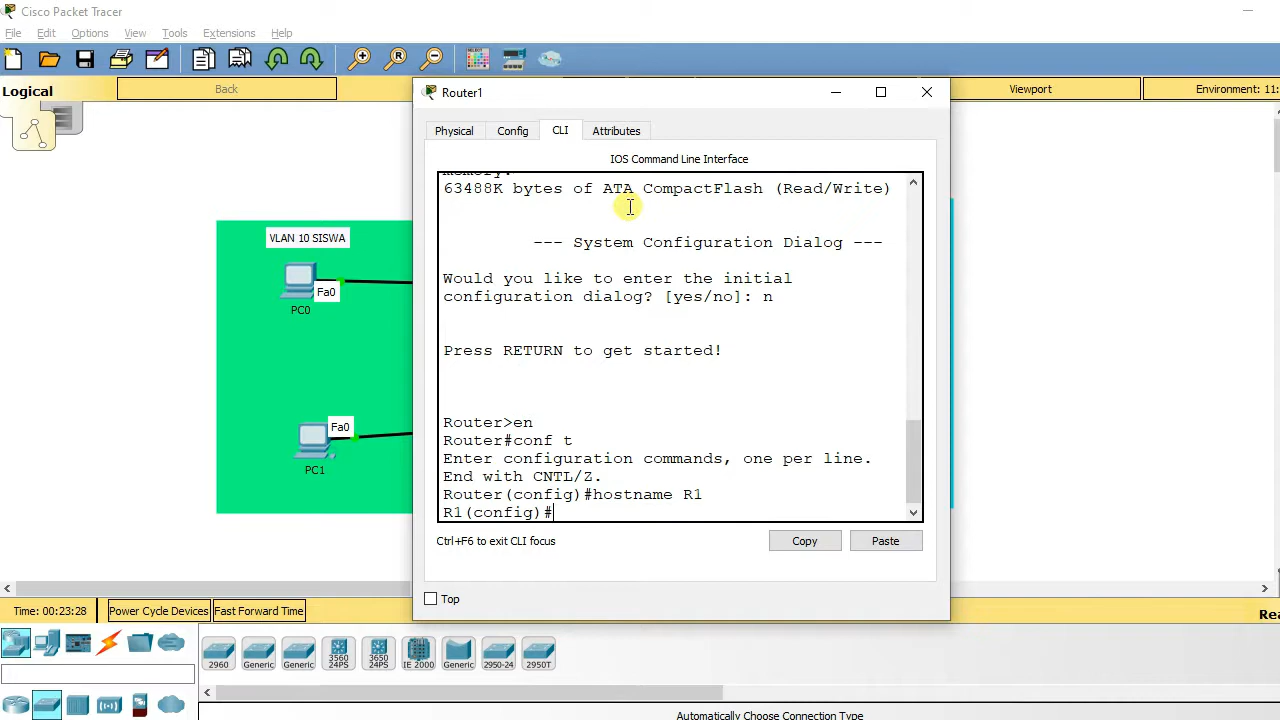 Cisco Packet Tracer
File Edit Options View Tools Extensions Help
Logical
Back
Viewport
Environment: 11:
Router1
Physical Config CLI Attributes
IOS Command Line Interface
memory.
63488K bytes of ATA CompactFlash (Read/Write)
--- System Configuration Dialog ---
Would you like to enter the initial
configuration dialog? [yes/no]: n
Press RETURN to get started!
Router>en
Router#conf t
Enter configuration commands, one per line.
End with CNTL/Z.
Router(config)#hostname R1
R1(config)#
Ctrl+F6 to exit CLI focus
Copy
Paste
Top
VLAN 10 SISWA
Fa0
PC0
Fa0
PC1
Time: 00:23:28
Power Cycle Devices
Fast Forward Time
Rea
2960
Generic
Generic
3560
24PS
3650
24PS
IE 2000
Generic
2950-24
2950T
Automatically Choose Connection Type